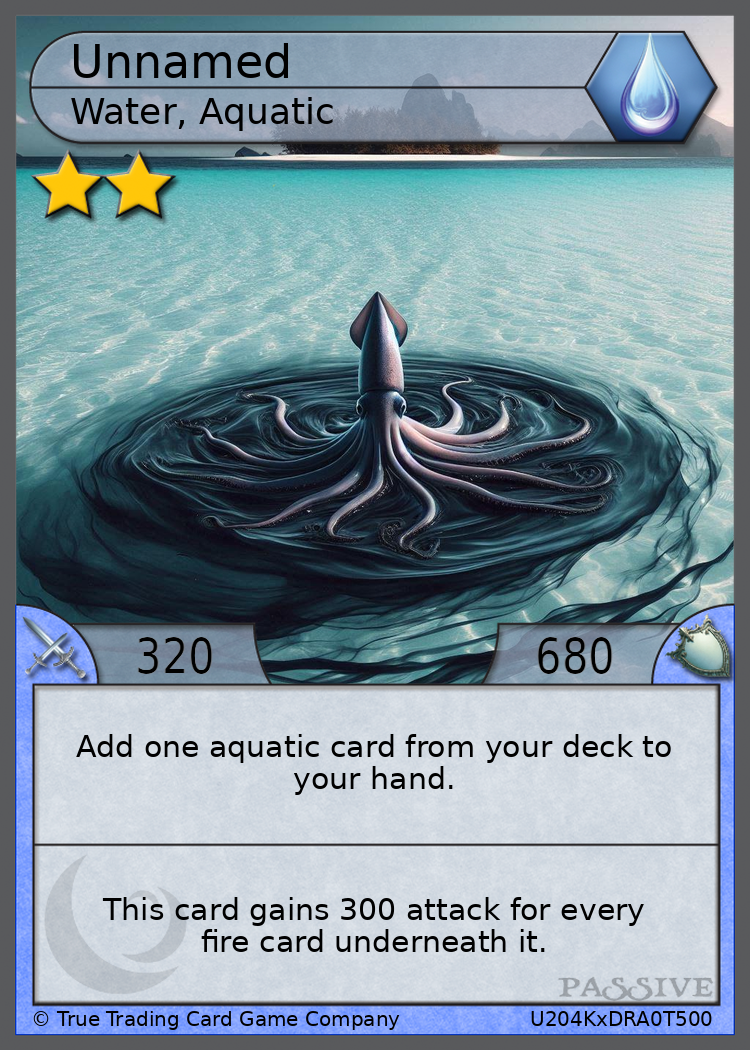 Unnamed
Water, Aquatic
320
680
Add one aquatic card from your deck to
your hand.
This card gains 300 attack for every
fire card underneath it.
PASSIVE
© True Trading Card Game Company
U204KxDRA0T500